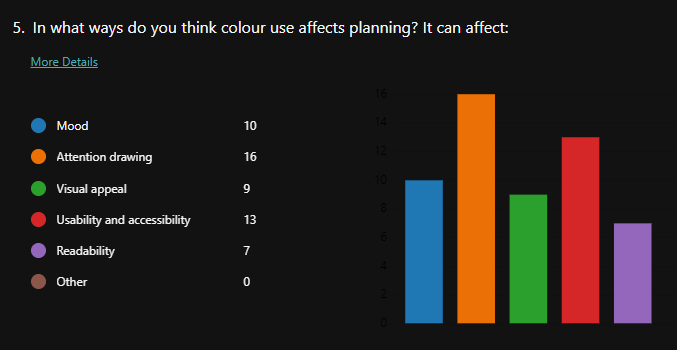 5. In what ways do you think colour use affects planning? It can affect:
More Details
Mood 10
Attention drawing 16
Visual appeal 9
Usability and accessibility 13
Readability 7
Other 0
16
14
12
10
8
6
4
2
0